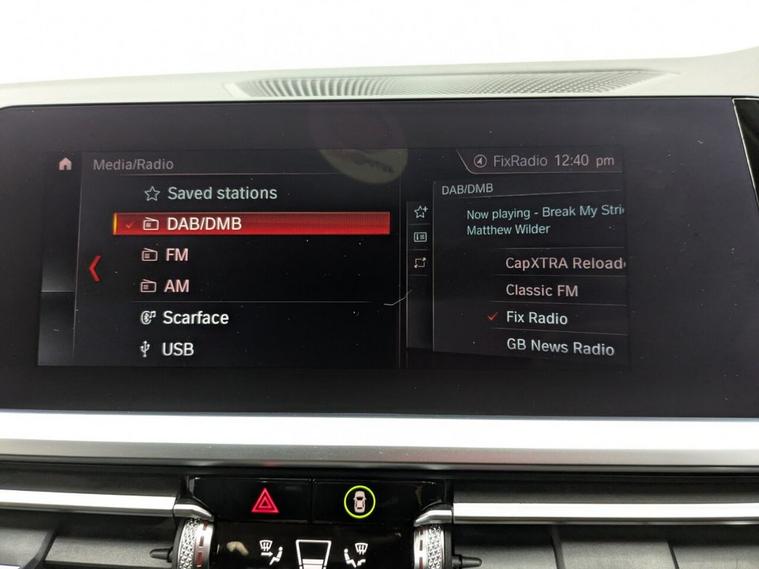 Media/Radio
FixRadio 12:40 pm
Saved stations
DAB/DMB
FM
AM
Scarface
USB
DAB/DMB
Now playing - Break My Stri
Matthew Wilder
CapXTRA Reload
Classic FM
Fix Radio
GB News Radio